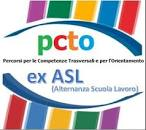 pcto
Percorsi per le Competenze Trasversali e per l'Orientamento
ex ASL
(Alternanza Scuola Lavoro)